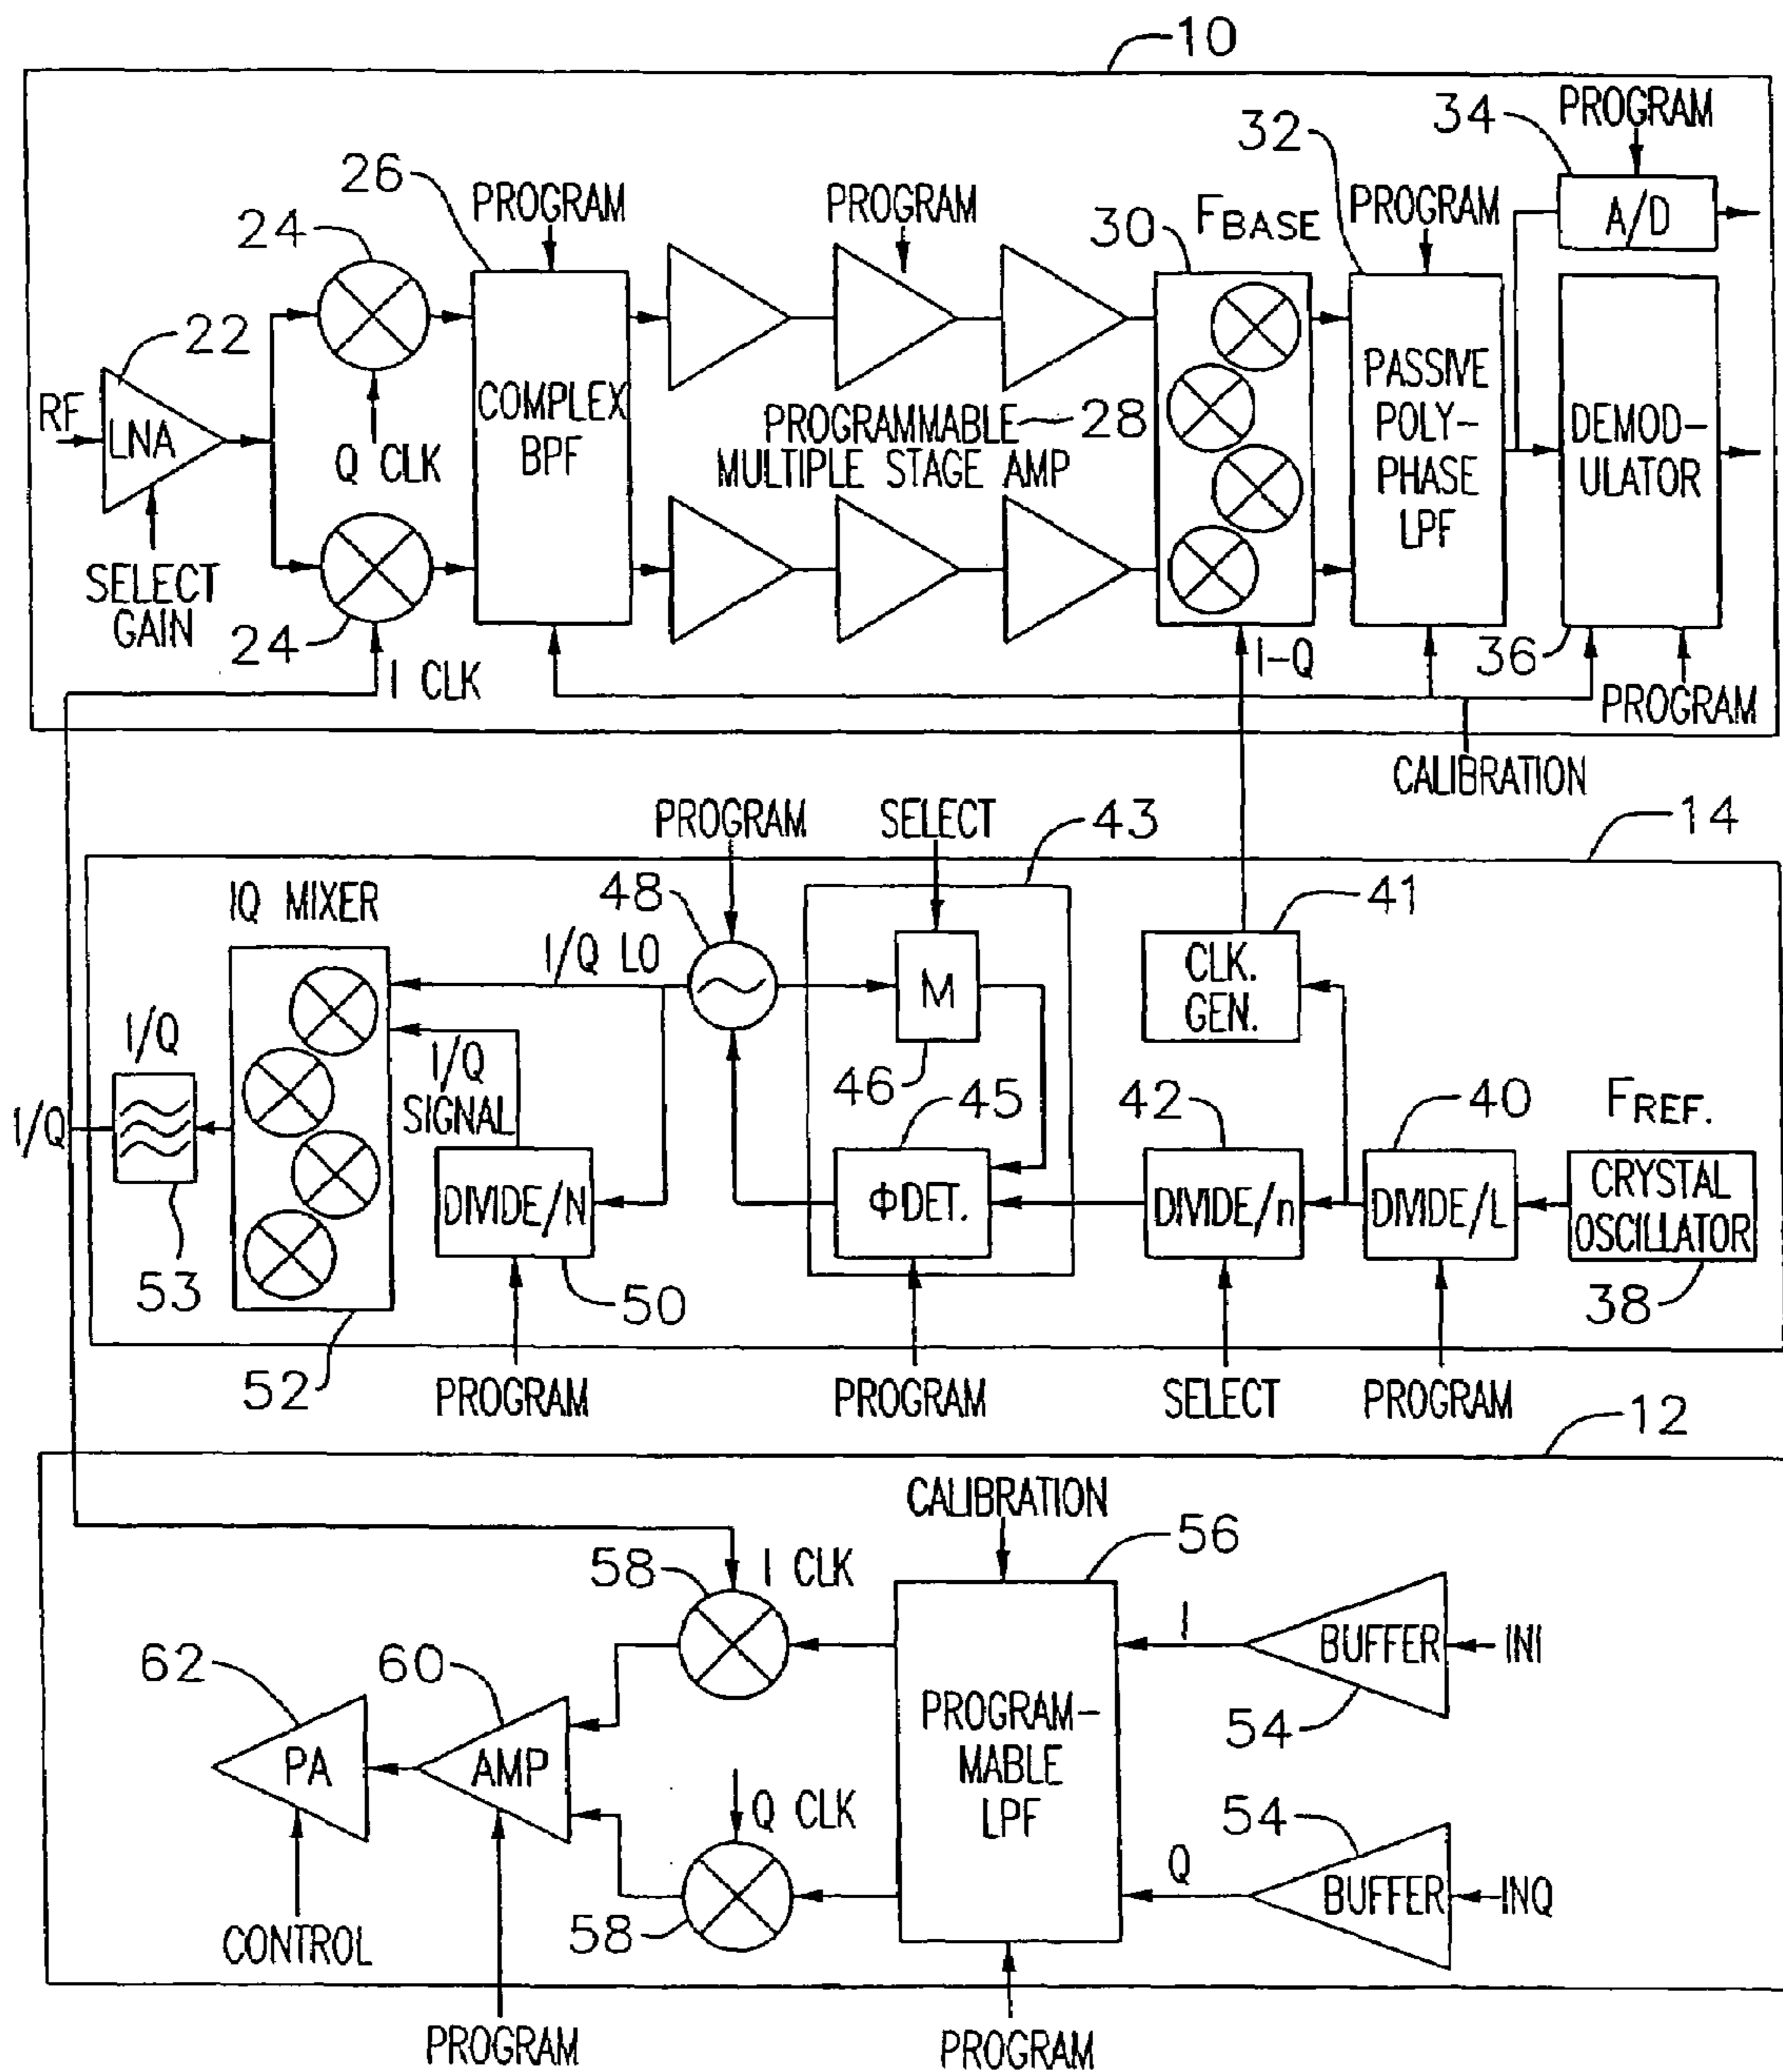 10
PROGRAM
34
32
A/D
26
PROGRAM
PROGRAM
30
FBASE
PROGRAM
24
22
RF
LNA
Q CLK
COMPLEX
BPF
PROGRAMMABLE
MULTIPLE STAGE AMP
28
PASSIVE
POLY-
PHASE
LPF
DEMOD-
ULATOR
SELECT
GAIN
24
I CLK
I-Q
36
PROGRAM
CALIBRATION
PROGRAM
SELECT
43
14
IQ MIXER
48
41
I/Q LO
M
CLK.
GEN.
I/Q
I/Q
I/Q
SIGNAL
46
45
42
40
FREF.
DIVIDE/N
ΦDET.
DIVIDE/n
DIVIDE/L
CRYSTAL
OSCILLATOR
53
50
38
52
PROGRAM
PROGRAM
SELECT
PROGRAM
12
CALIBRATION
56
58
I CLK
I
BUFFER
INI
62
60
54
PA
AMP
PROGRAM-
MABLE
LPF
Q CLK
54
Q
BUFFER
INQ
58
CONTROL
PROGRAM
PROGRAM